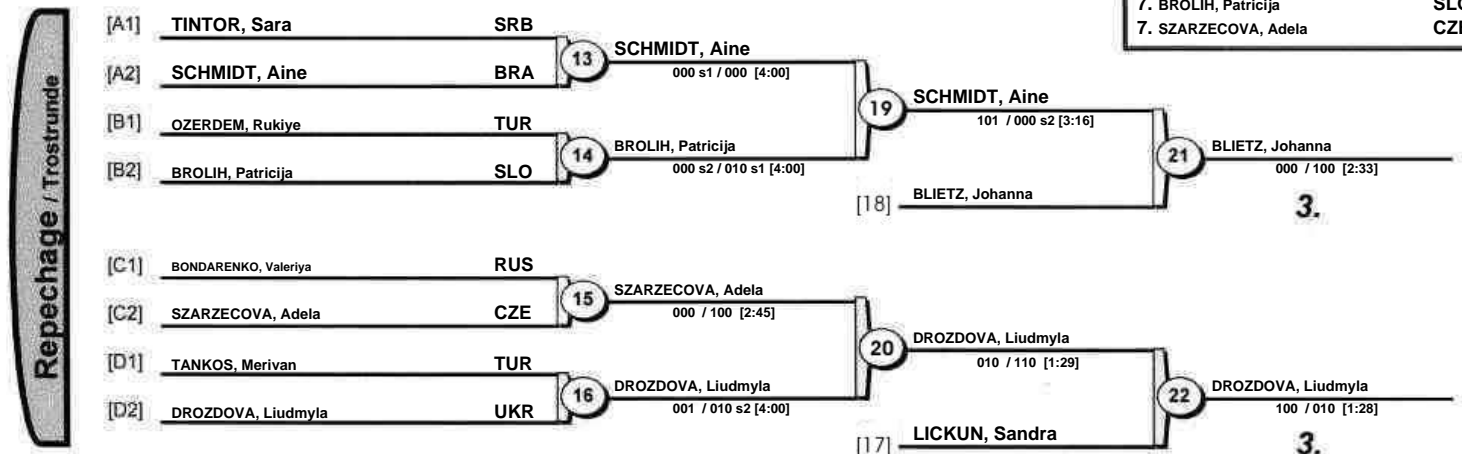 7. BROLIH, Patricija SLO
7. SZARZECOVA, Adela CZE
Repechage / Trostrunde
[A1] TINTOR, Sara SRB
[A2] SCHMIDT, Aine BRA
13 SCHMIDT, Aine
000 s1 / 000 [4:00]
[B1] OZERDEM, Rukiye TUR
[B2] BROLIH, Patricija SLO
14 BROLIH, Patricija
000 s2 / 010 s1 [4:00]
19 SCHMIDT, Aine
101 / 000 s2 [3:16]
[18] BLIETZ, Johanna
21 BLIETZ, Johanna
000 / 100 [2:33]
3.
[C1] BONDARENKO, Valeriya RUS
[C2] SZARZECOVA, Adela CZE
15 SZARZECOVA, Adela
000 / 100 [2:45]
[D1] TANKOS, Merivan TUR
[D2] DROZDOVA, Liudmyla UKR
16 DROZDOVA, Liudmyla
001 / 010 s2 [4:00]
20 DROZDOVA, Liudmyla
010 / 110 [1:29]
[17] LICKUN, Sandra
22 DROZDOVA, Liudmyla
100 / 010 [1:28]
3.